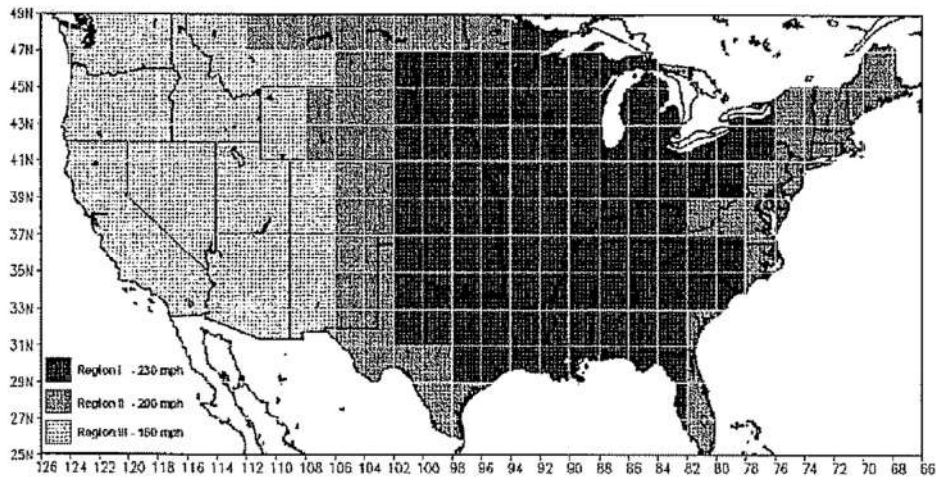 49N
47N
45N
43N
41N
39N
37N
35N
33N
31N
29N
27N
25N
Region I - 230 mph
Region II - 200 mph
Region III - 160 mph
126 124 122 120 118 116 114 112 110 108 106 104 102 100 98 96 94 92 90 88 86 84 82 80 78 76 74 72 70 68 66